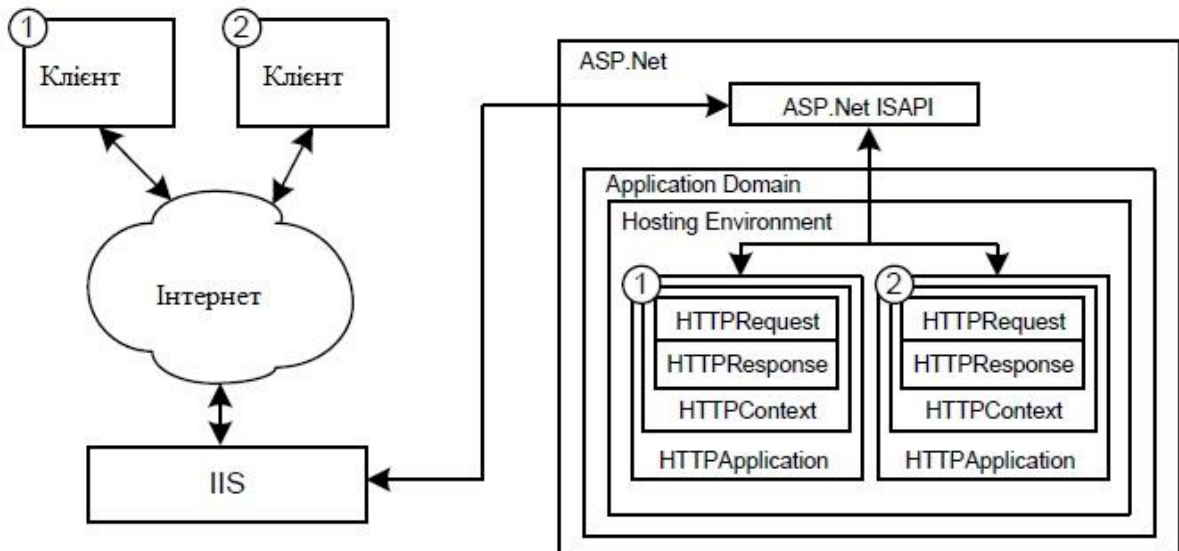 1
Клієнт
2
Клієнт
Інтернет
IIS
ASP.Net
ASP.Net ISAPI
Application Domain
Hosting Environment
1
HTTPRequest
HTTPResponse
HTTPContext
HTTPApplication
2
HTTPRequest
HTTPResponse
HTTPContext
HTTPApplication